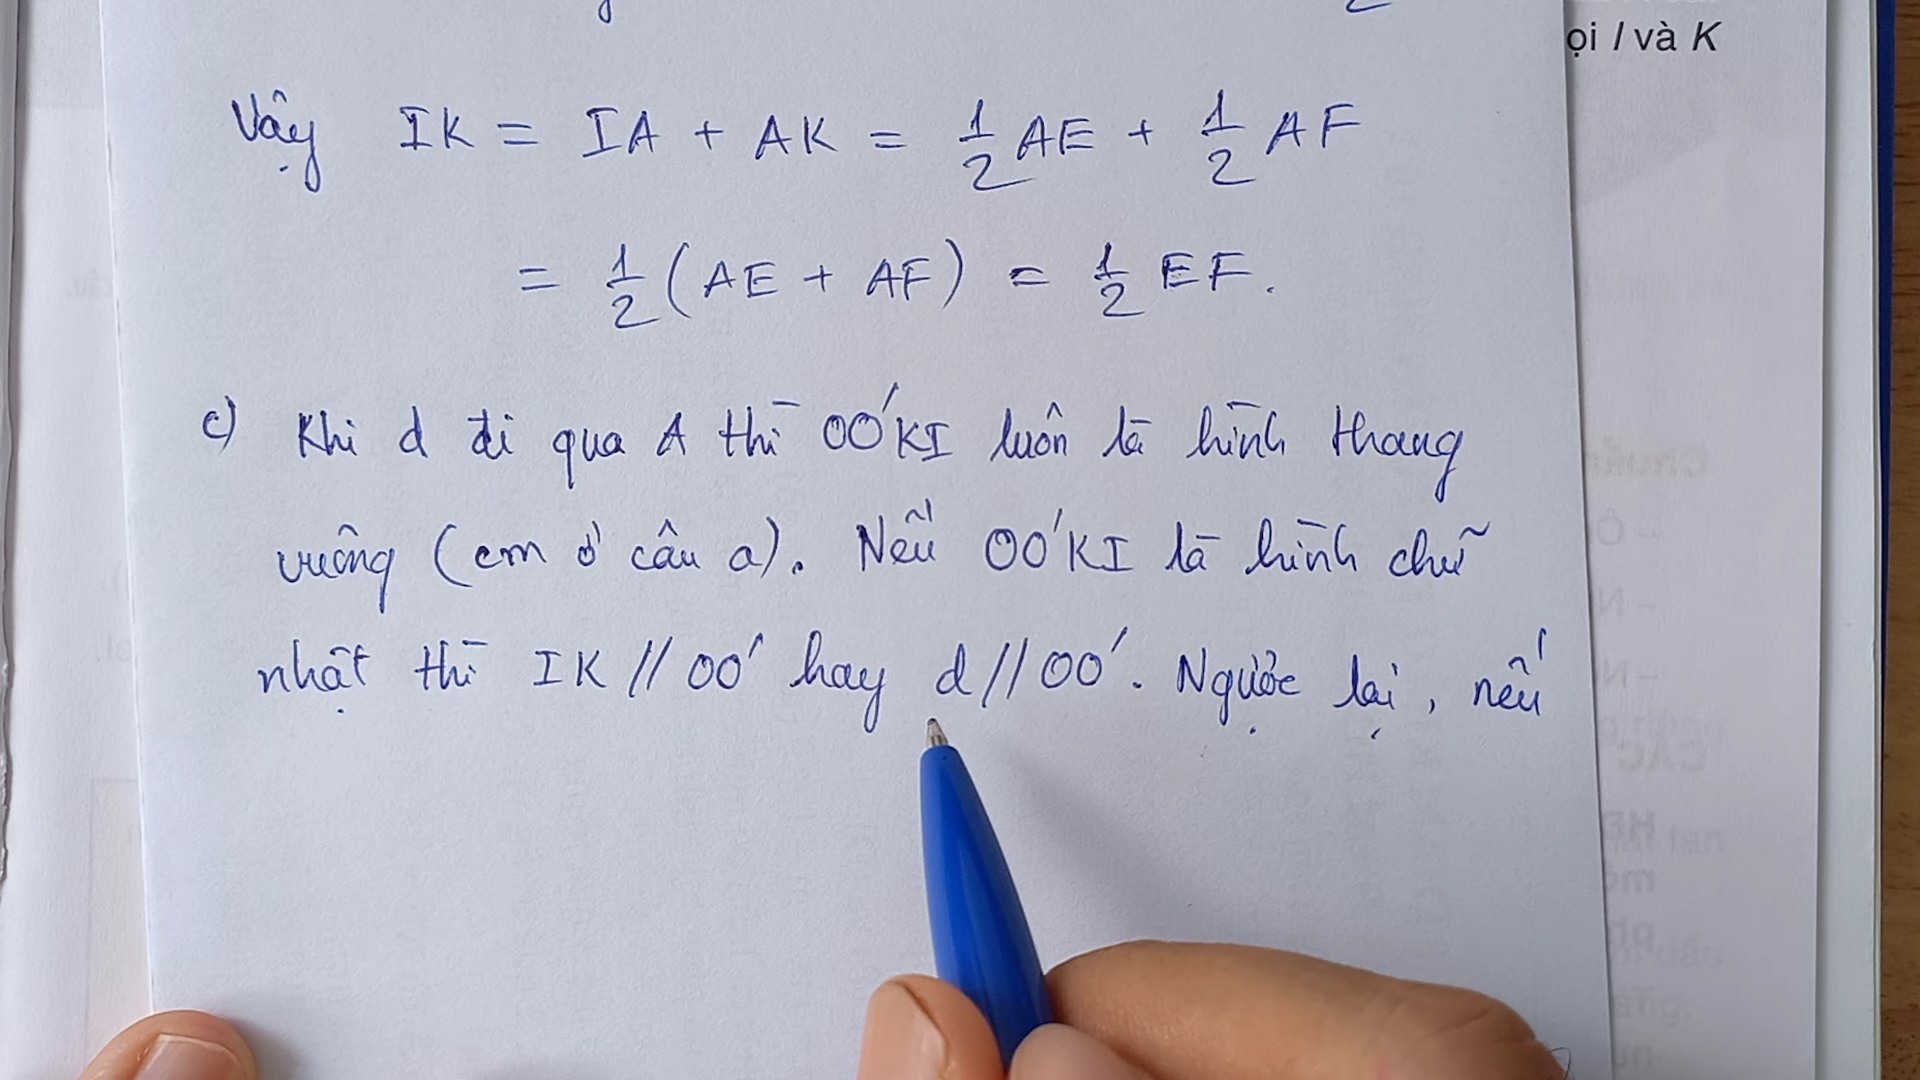 ọi I và K
Vậy IK = IA + AK = 1/2 AE + 1/2 AF
= 1/2 (AE + AF) = 1/2 EF.
c) Khi d đi qua A thì OO'KI luôn là hình thang
vuông (em ở câu a). Nếu OO'KI là hình chữ
nhật thì IK // OO' hay d // OO'. Ngược lại, nếu